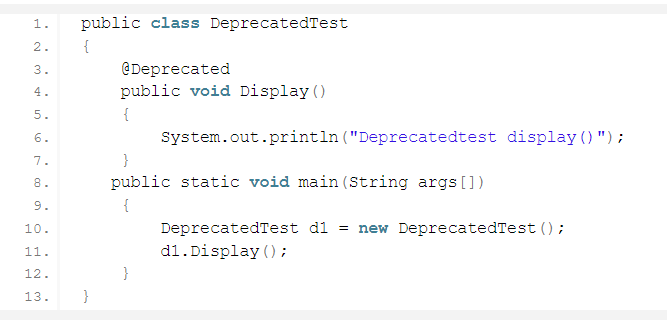 1. public class DeprecatedTest
2. {
3. @Deprecated
4. public void Display()
5. {
6. System.out.println("Deprecatedtest display()");
7. }
8. public static void main(String args[])
9. {
10. DeprecatedTest d1 = new DeprecatedTest();
11. d1.Display();
12. }
13. }